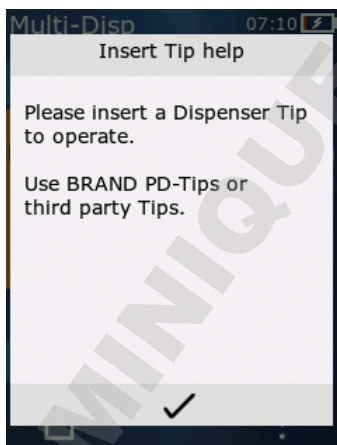 Multi-Disp 07:10
Insert Tip help
Please insert a Dispenser Tip
to operate.
Use BRAND PD-Tips or
third party Tips.
MINIQUE